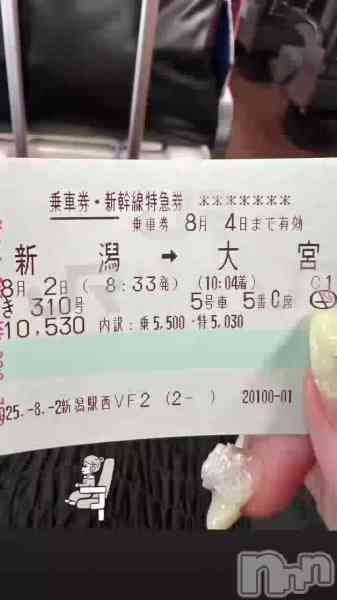 乗車券・新幹線特急券 ＊＊＊＊＊＊＊
乗車券 8月 4日まで有効
新 潟 → 大 宮
8月 2日( 8:33発) (10:04着) C1
き 310号 5号車 5番C席
10,530 内訳:乗5,500・特5,030
25.-8.-2新潟駅西VF2 (2- ) 20100-01
nn